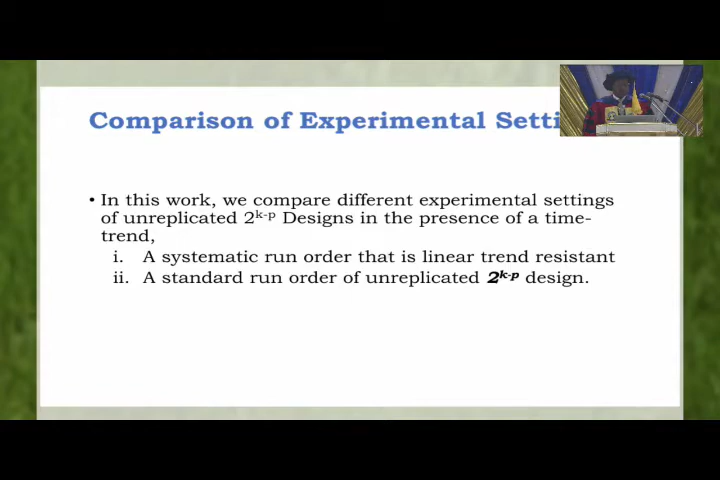 Comparison of Experimental Setti
• In this work, we compare different experimental settings
of unreplicated 2^k-p Designs in the presence of a time-
trend,
i. A systematic run order that is linear trend resistant
ii. A standard run order of unreplicated 2^k-p design.